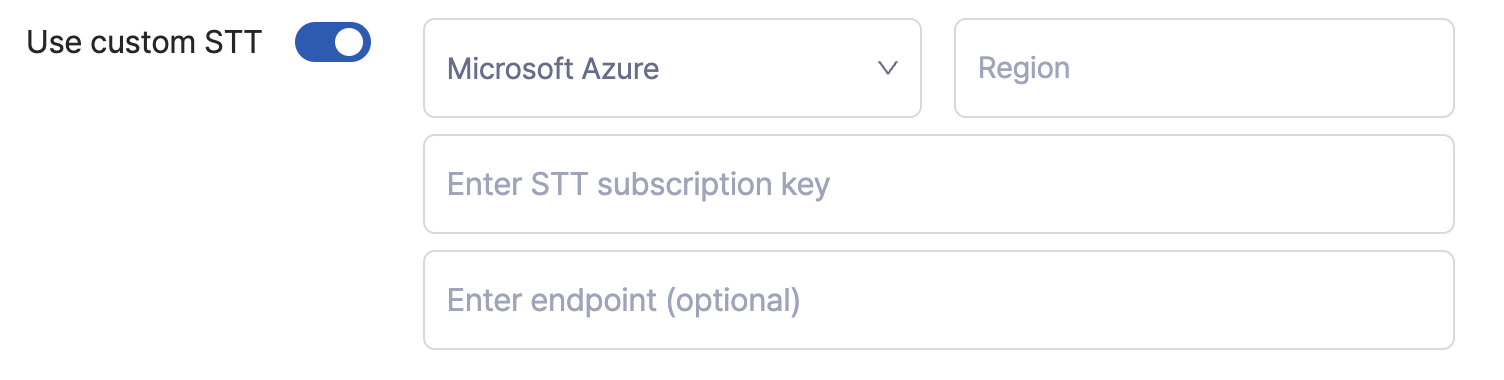 Use custom STT
Microsoft Azure
Region
Enter STT subscription key
Enter endpoint (optional)